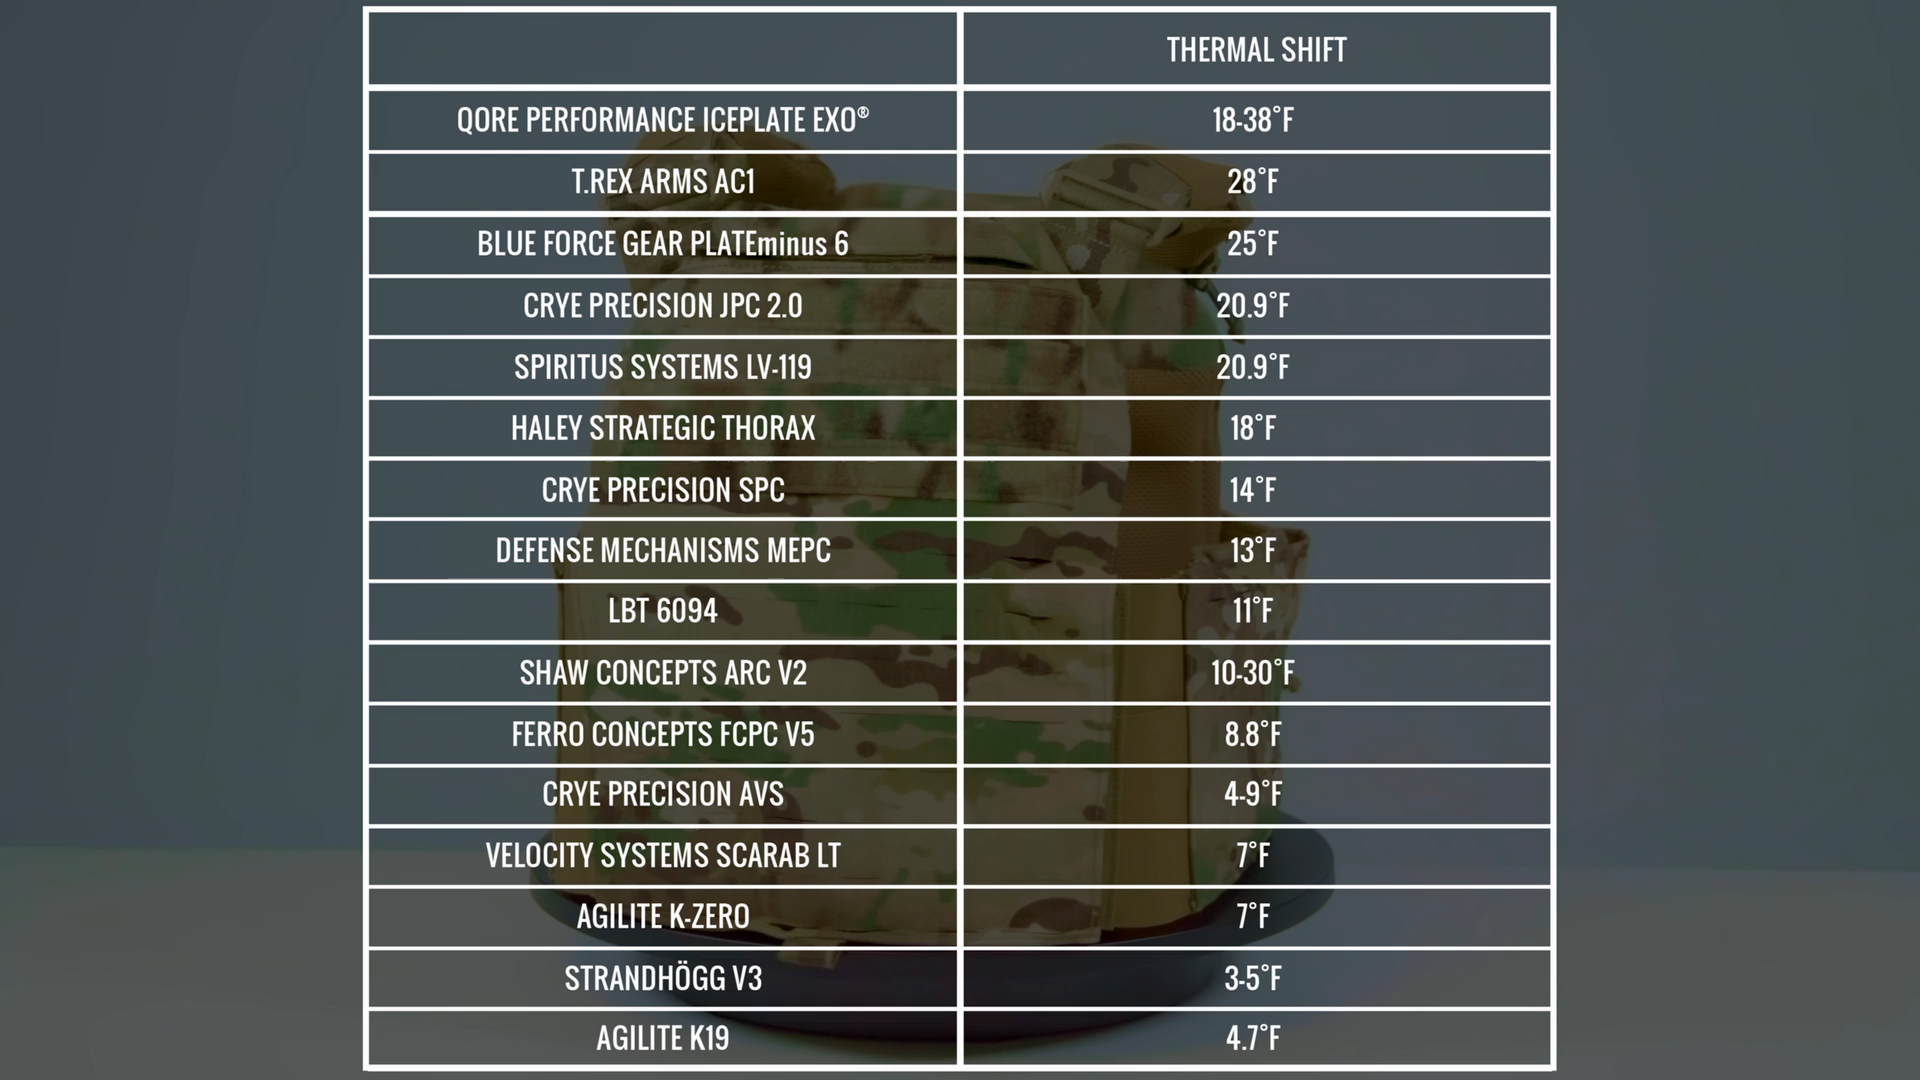 THERMAL SHIFT
QORE PERFORMANCE ICEPLATE EXO® 18-38°F
T.REX ARMS AC1 28°F
BLUE FORCE GEAR PLATEminus 6 25°F
CRYE PRECISION JPC 2.0 20.9°F
SPIRITUS SYSTEMS LV-119 20.9°F
HALEY STRATEGIC THORAX 18°F
CRYE PRECISION SPC 14°F
DEFENSE MECHANISMS MEPC 13°F
LBT 6094 11°F
SHAW CONCEPTS ARC V2 10-30°F
FERRO CONCEPTS FCPC V5 8.8°F
CRYE PRECISION AVS 4-9°F
VELOCITY SYSTEMS SCARAB LT 7°F
AGILITE K-ZERO 7°F
STRANDHÖGG V3 3-5°F
AGILITE K19 4.7°F